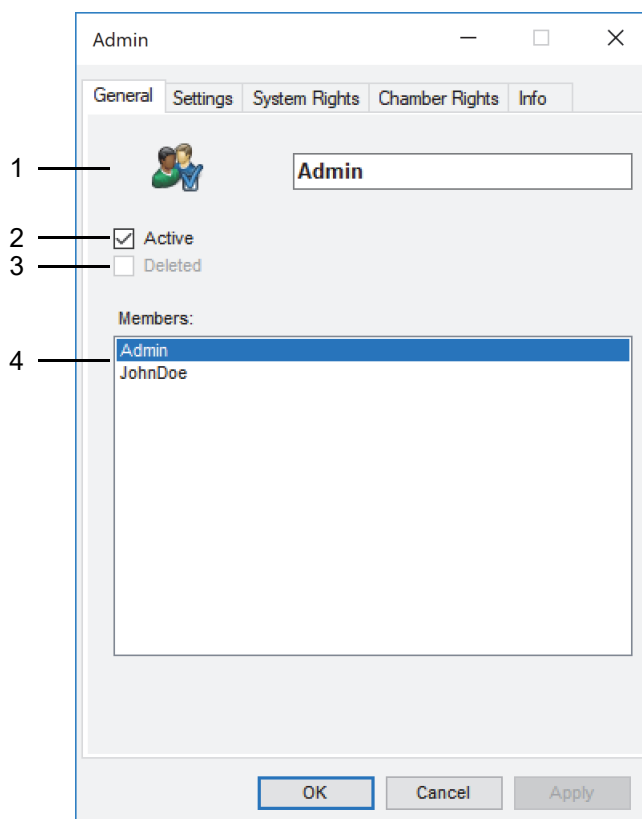 Admin
General Settings System Rights Chamber Rights Info
1 Admin
2 Active
3 Deleted
Members:
4 Admin
JohnDoe
OK Cancel Apply